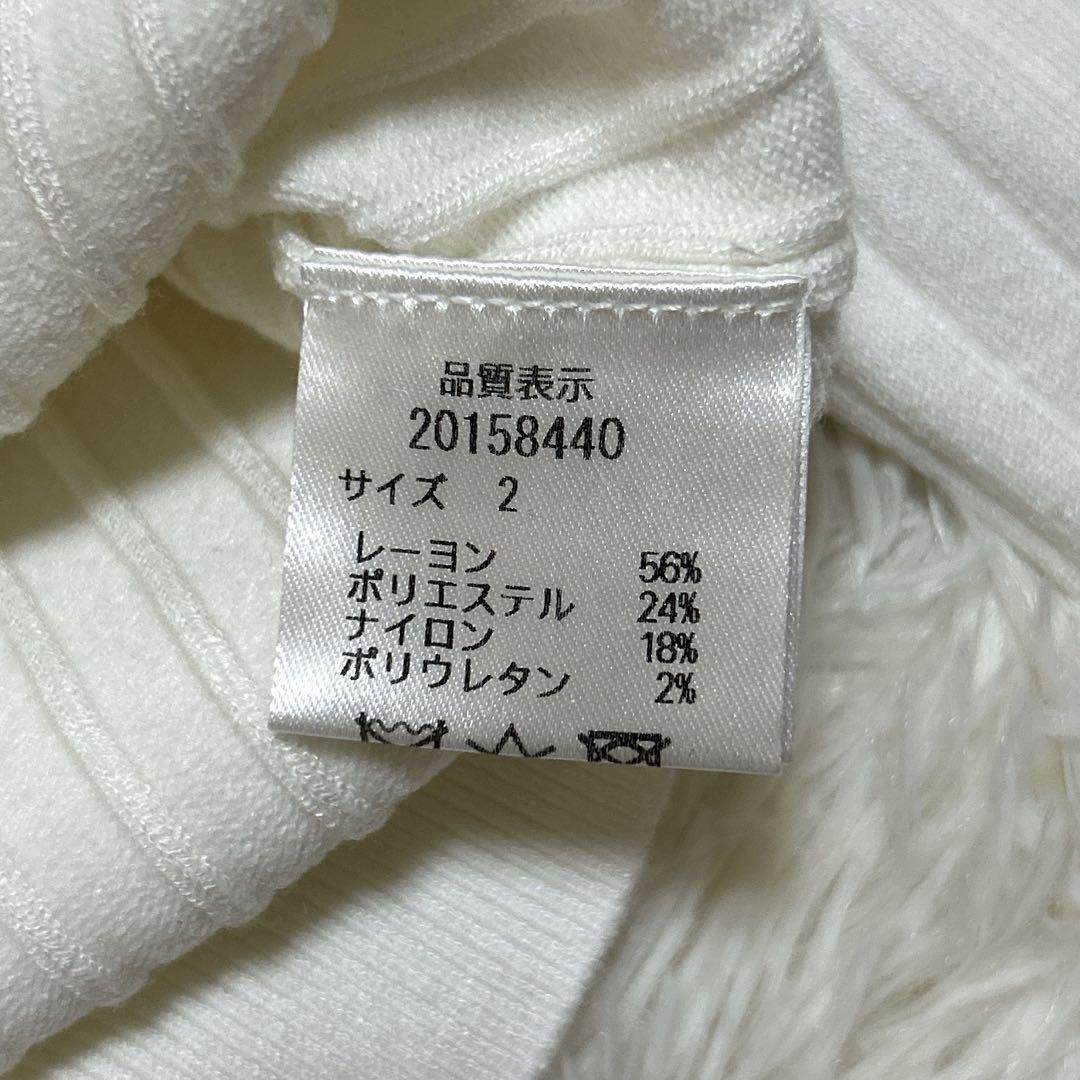 品質表示
20158440
サイズ 2
レーヨン 56%
ポリエステル 24%
ナイロン 18%
ポリウレタン 2%